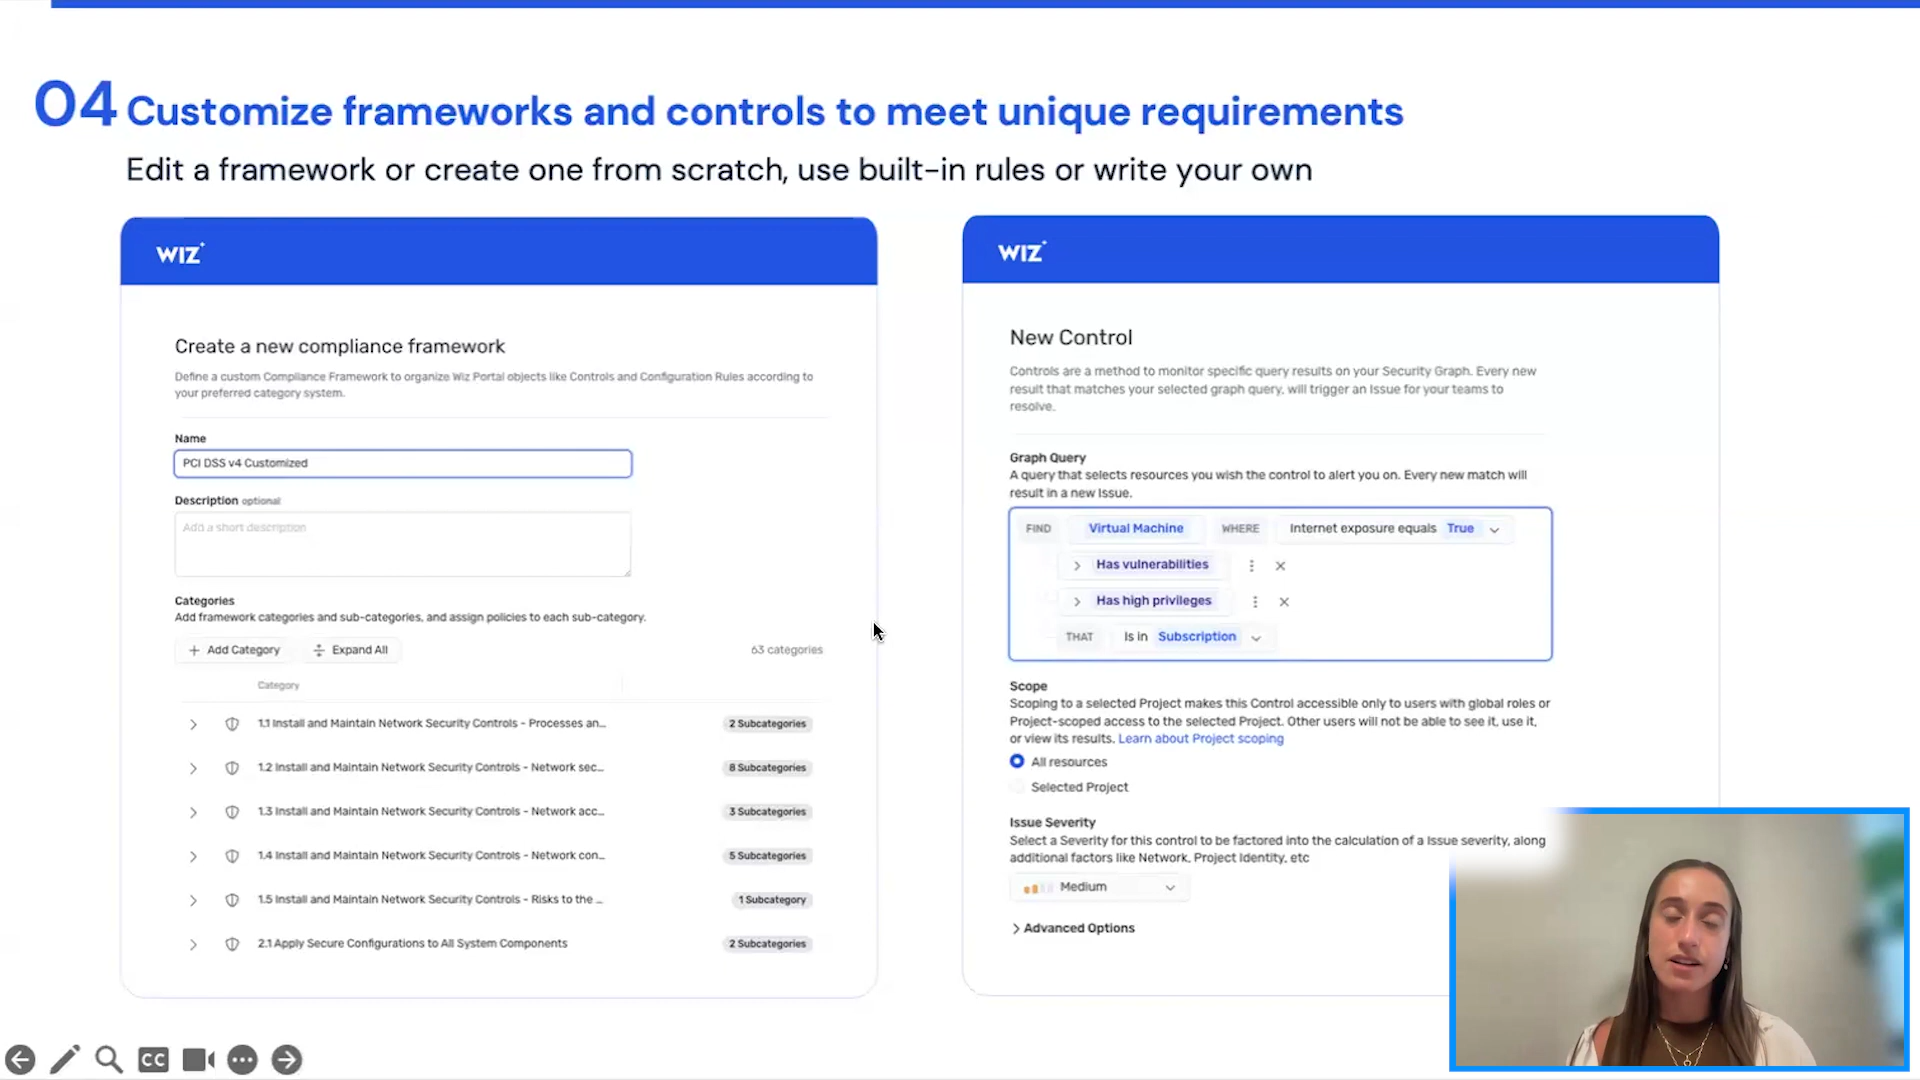 04 Customize frameworks and controls to meet unique requirements
Edit a framework or create one from scratch, use built-in rules or write your own
WIZ
Create a new compliance framework
Define a custom Compliance Framework to organize Wiz Portal objects like Controls and Configuration Rules according to
your preferred category system.
Name
PCI DSS v4 Customized
Description optional
Add a short description
Categories
Add framework categories and sub-categories, and assign policies to each sub-category.
+ Add Category
Expand All
63 categories
Category
1.1 Install and Maintain Network Security Controls - Processes an...
2 Subcategories
1.2 Install and Maintain Network Security Controls - Network sec...
8 Subcategories
1.3 Install and Maintain Network Security Controls - Network acc...
3 Subcategories
1.4 Install and Maintain Network Security Controls - Network con...
5 Subcategories
1.5 Install and Maintain Network Security Controls - Risks to the ...
1 Subcategory
2.1 Apply Secure Configurations to All System Components
2 Subcategories
WIZ
New Control
Controls are a method to monitor specific query results on your Security Graph. Every new
result that matches your selected graph query, will trigger an Issue for your teams to
resolve.
Graph Query
A query that selects resources you wish the control to alert you on. Every new match will
result in a new Issue.
FIND Virtual Machine WHERE Internet exposure equals True
Has vulnerabilities
Has high privileges
THAT Is in Subscription
Scope
Scoping to a selected Project makes this Control accessible only to users with global roles or
Project-scoped access to the selected Project. Other users will not be able to see it, use it,
or view its results. Learn about Project scoping
All resources
Selected Project
Issue Severity
Select a Severity for this control to be factored into the calculation of a Issue severity, along
additional factors like Network, Project Identity, etc
Medium
Advanced Options
CC